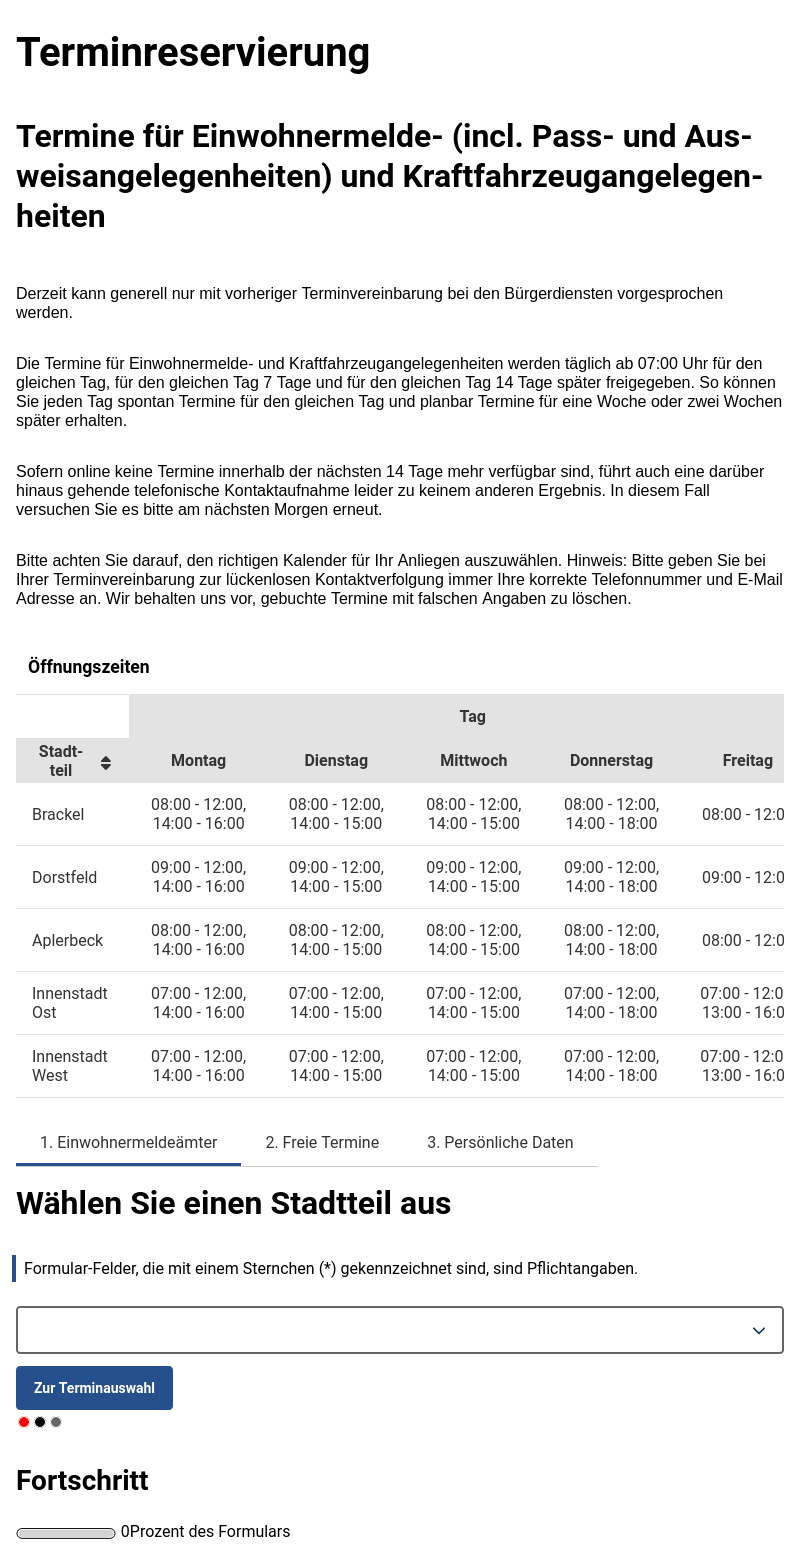 Terminreservierung
Termine für Einwohnermelde- (incl. Pass- und Aus-
weisangelegenheiten) und Kraftfahrzeugangelegen-
heiten
Derzeit kann generell nur mit vorheriger Terminvereinbarung bei den Bürgerdiensten vorgesprochen
werden.
Die Termine für Einwohnermelde- und Kraftfahrzeugangelegenheiten werden täglich ab 07:00 Uhr für den
gleichen Tag, für den gleichen Tag 7 Tage und für den gleichen Tag 14 Tage später freigegeben. So können
Sie jeden Tag spontan Termine für den gleichen Tag und planbar Termine für eine Woche oder zwei Wochen
später erhalten.
Sofern online keine Termine innerhalb der nächsten 14 Tage mehr verfügbar sind, führt auch eine darüber
hinaus gehende telefonische Kontaktaufnahme leider zu keinem anderen Ergebnis. In diesem Fall
versuchen Sie es bitte am nächsten Morgen erneut.
Bitte achten Sie darauf, den richtigen Kalender für Ihr Anliegen auszuwählen. Hinweis: Bitte geben Sie bei
Ihrer Terminvereinbarung zur lückenlosen Kontaktverfolgung immer Ihre korrekte Telefonnummer und E-Mail
Adresse an. Wir behalten uns vor, gebuchte Termine mit falschen Angaben zu löschen.
Öffnungszeiten
Tag
Stadt-
teil Montag Dienstag Mittwoch Donnerstag Freitag
Brackel 08:00 - 12:00, 08:00 - 12:00, 08:00 - 12:00, 08:00 - 12:00, 08:00 - 12:0
14:00 - 16:00 14:00 - 15:00 14:00 - 15:00 14:00 - 18:00
Dorstfeld 09:00 - 12:00, 09:00 - 12:00, 09:00 - 12:00, 09:00 - 12:00, 09:00 - 12:0
14:00 - 16:00 14:00 - 15:00 14:00 - 15:00 14:00 - 18:00
Aplerbeck 08:00 - 12:00, 08:00 - 12:00, 08:00 - 12:00, 08:00 - 12:00, 08:00 - 12:0
14:00 - 16:00 14:00 - 15:00 14:00 - 15:00 14:00 - 18:00
Innenstadt 07:00 - 12:00, 07:00 - 12:00, 07:00 - 12:00, 07:00 - 12:00, 07:00 - 12:0
Ost 14:00 - 16:00 14:00 - 15:00 14:00 - 15:00 14:00 - 18:00 13:00 - 16:0
Innenstadt 07:00 - 12:00, 07:00 - 12:00, 07:00 - 12:00, 07:00 - 12:00, 07:00 - 12:0
West 14:00 - 16:00 14:00 - 15:00 14:00 - 15:00 14:00 - 18:00 13:00 - 16:0
1. Einwohnermeldeämter 2. Freie Termine 3. Persönliche Daten
Wählen Sie einen Stadtteil aus
Formular-Felder, die mit einem Sternchen (*) gekennzeichnet sind, sind Pflichtangaben.
Zur Terminauswahl
Fortschritt
0Prozent des Formulars